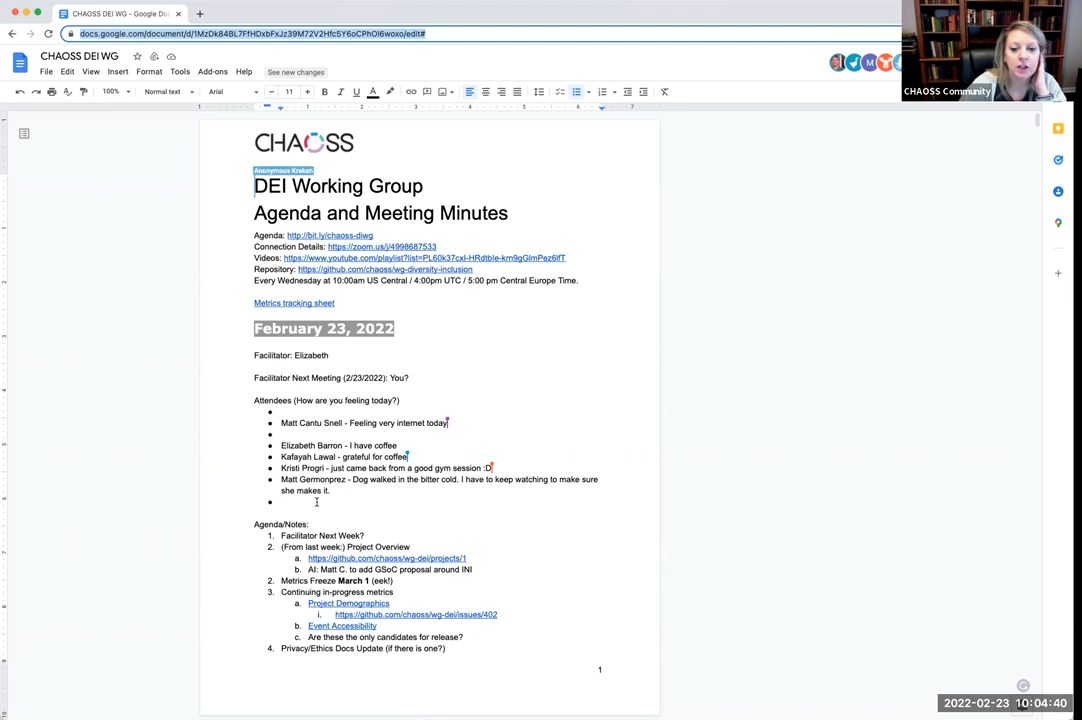 CHAOSS DEI WG - Google Doc
docs.google.com/document/d/1MzDk84BL7FfHDxbFxJz39M72V2Hfc5Y6oCPhOl6woxo/edit#
CHAOSS DEI WG
File Edit View Insert Format Tools Add-ons Help See new changes
100% Normal text Arial 11
CHAOSS Community
CHAOSS
Anonymous Kraken
DEI Working Group
Agenda and Meeting Minutes
Agenda: http://bit.ly/chaoss-diwg
Connection Details: https://zoom.us/j/4998687533
Videos: https://www.youtube.com/playlist?list=PL60k37cxI-HRdtble-km9gGlmPez6lfT
Repository: https://github.com/chaoss/wg-diversity-inclusion
Every Wednesday at 10:00am US Central / 4:00pm UTC / 5:00 pm Central Europe Time.
Metrics tracking sheet
February 23, 2022
Facilitator: Elizabeth
Facilitator Next Meeting (2/23/2022): You?
Attendees (How are you feeling today?)
Matt Cantu Snell - Feeling very internet today
Elizabeth Barron - I have coffee
Kafayah Lawal - grateful for coffee
Kristi Progri - just came back from a good gym session :D
Matt Germonprez - Dog walked in the bitter cold. I have to keep watching to make sure
she makes it.
Agenda/Notes:
1. Facilitator Next Week?
2. (From last week:) Project Overview
a. https://github.com/chaoss/wg-dei/projects/1
b. AI: Matt C. to add GSoC proposal around INI
2. Metrics Freeze March 1 (eek!)
3. Continuing in-progress metrics
a. Project Demographics
i. https://github.com/chaoss/wg-dei/issues/402
b. Event Accessibility
c. Are these the only candidates for release?
4. Privacy/Ethics Docs Update (if there is one?)
1
2022-02-23 10:04:40